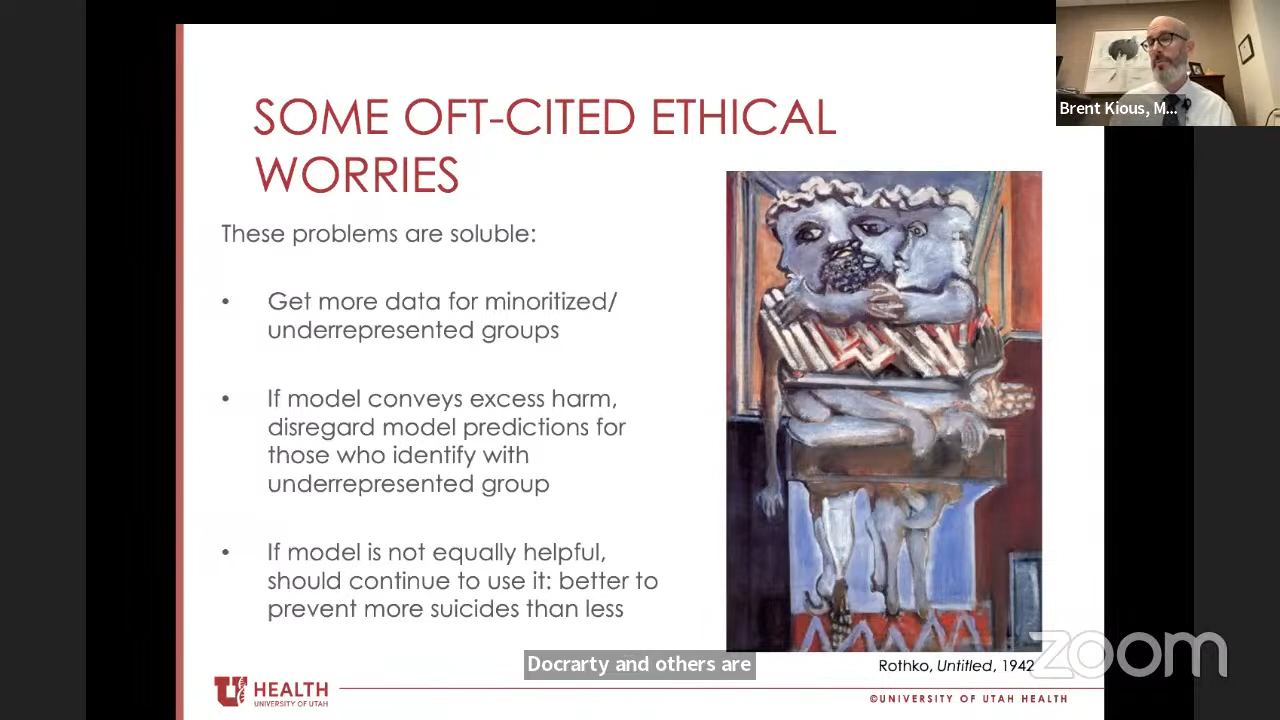 Brent Kious, M...
SOME OFT-CITED ETHICAL
WORRIES
These problems are soluble:
• Get more data for minoritized/
underrepresented groups
• If model conveys excess harm,
disregard model predictions for
those who identify with
underrepresented group
• If model is not equally helpful,
should continue to use it: better to
prevent more suicides than less
Docrarty and others are
Rothko, Untitled, 1942
zoom
U HEALTH
UNIVERSITY OF UTAH
©UNIVERSITY OF UTAH HEALTH